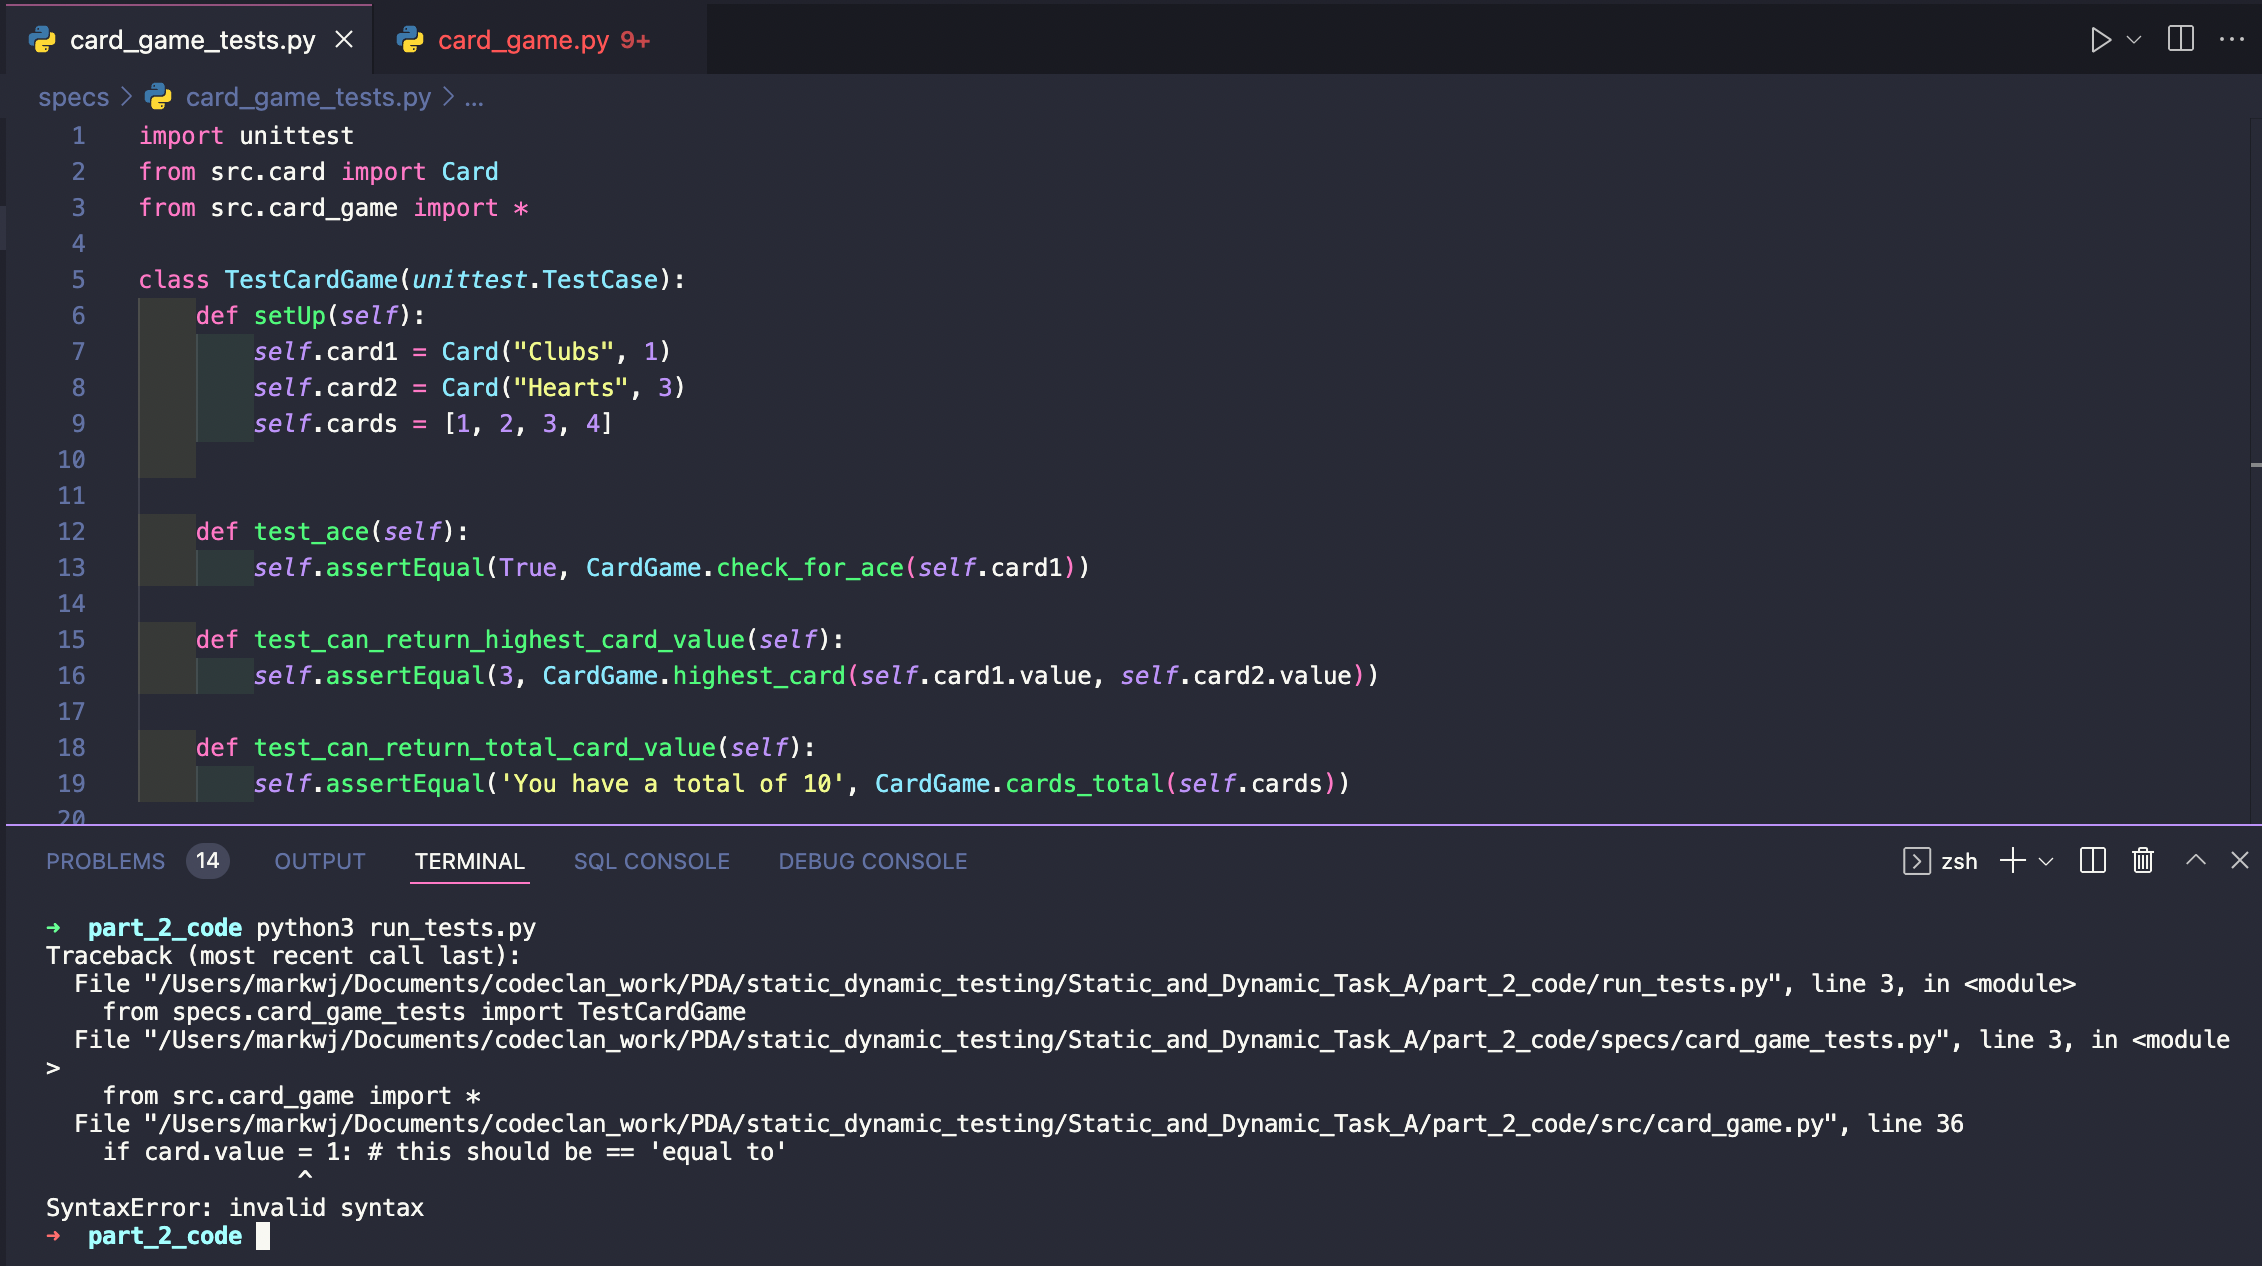 card_game_tests.py
card_game.py 9+
specs > card_game_tests.py > ...
1 import unittest
2 from src.card import Card
3 from src.card_game import *
4
5 class TestCardGame(unittest.TestCase):
6 def setUp(self):
7 self.card1 = Card("Clubs", 1)
8 self.card2 = Card("Hearts", 3)
9 self.cards = [1, 2, 3, 4]
10
11
12 def test_ace(self):
13 self.assertEqual(True, CardGame.check_for_ace(self.card1))
14
15 def test_can_return_highest_card_value(self):
16 self.assertEqual(3, CardGame.highest_card(self.card1.value, self.card2.value))
17
18 def test_can_return_total_card_value(self):
19 self.assertEqual('You have a total of 10', CardGame.cards_total(self.cards))
20
PROBLEMS 14 OUTPUT TERMINAL SQL CONSOLE DEBUG CONSOLE
zsh
→ part_2_code python3 run_tests.py
Traceback (most recent call last):
File "/Users/markwj/Documents/codeclan_work/PDA/static_dynamic_testing/Static_and_Dynamic_Task_A/part_2_code/run_tests.py", line 3, in <module>
from specs.card_game_tests import TestCardGame
File "/Users/markwj/Documents/codeclan_work/PDA/static_dynamic_testing/Static_and_Dynamic_Task_A/part_2_code/specs/card_game_tests.py", line 3, in <module
>
from src.card_game import *
File "/Users/markwj/Documents/codeclan_work/PDA/static_dynamic_testing/Static_and_Dynamic_Task_A/part_2_code/src/card_game.py", line 36
if card.value = 1: # this should be == 'equal to'
^
SyntaxError: invalid syntax
→ part_2_code